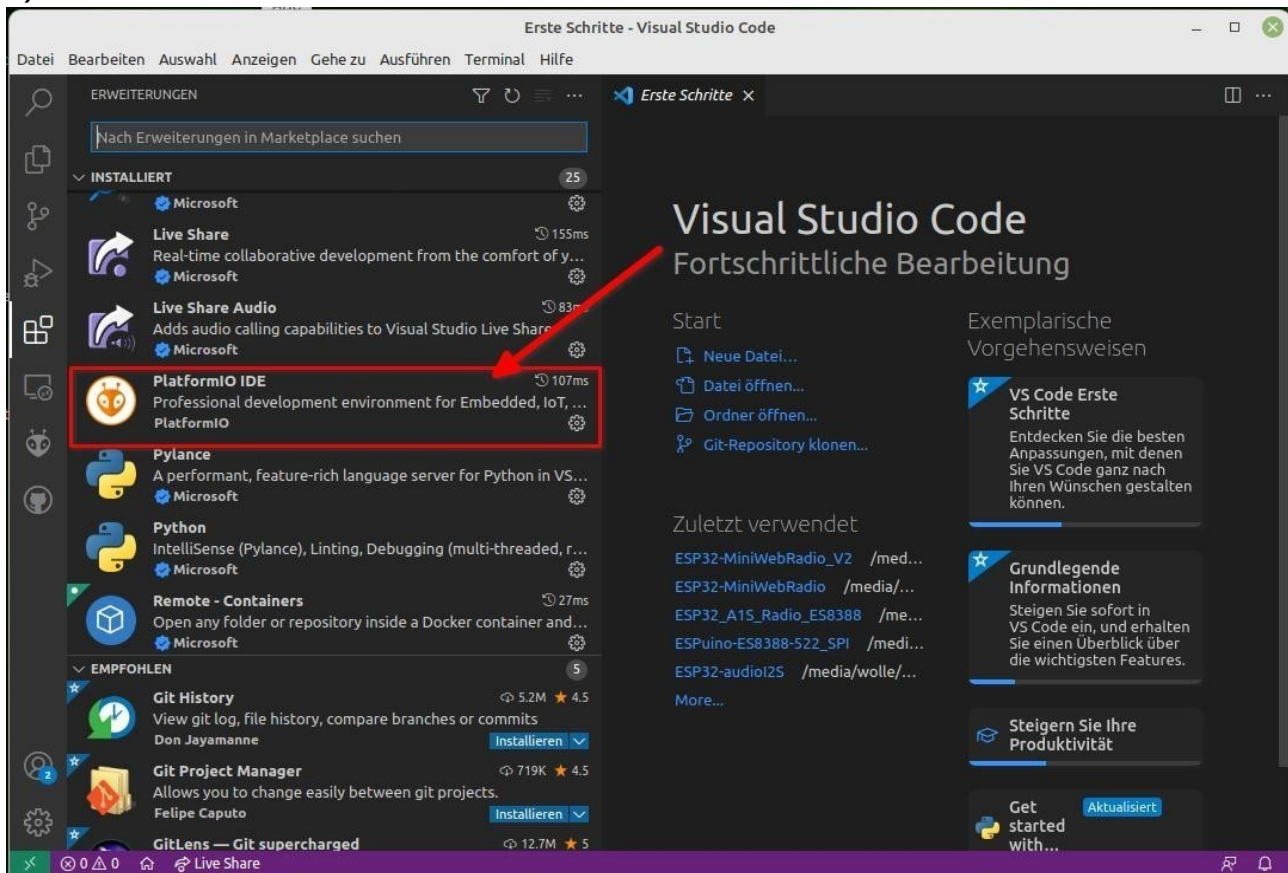 Erste Schritte - Visual Studio Code
Datei Bearbeiten Auswahl Anzeigen Gehe zu Ausführen Terminal Hilfe
ERWEITERUNGEN
Erste Schritte
Nach Erweiterungen in Marketplace suchen
INSTALLIERT 25
Microsoft
Live Share 155ms
Real-time collaborative development from the comfort of y...
Microsoft
Live Share Audio 83ms
Adds audio calling capabilities to Visual Studio Live Share
Microsoft
PlatformIO IDE 107ms
Professional development environment for Embedded, IoT, ...
PlatformIO
Pylance
A performant, feature-rich language server for Python in VS...
Microsoft
Python
IntelliSense (Pylance), Linting, Debugging (multi-threaded, r...
Microsoft
Remote - Containers 27ms
Open any folder or repository inside a Docker container and...
Microsoft
EMPFOHLEN 5
Git History 5.2M ★ 4.5
View git log, file history, compare branches or commits
Don Jayamanne Installieren
Git Project Manager 719K ★ 4.5
Allows you to change easily between git projects.
Felipe Caputo Installieren
GitLens — Git supercharged 12.7M ★ 5
Visual Studio Code
Fortschrittliche Bearbeitung
Start
Neue Datei...
Datei öffnen...
Ordner öffnen...
Git-Repository klonen...
Zuletzt verwendet
ESP32-MiniWebRadio_V2 /med...
ESP32-MiniWebRadio /media/...
ESP32_A1S_Radio_ES8388 /me...
ESPuino-ES8388-522_SPI /medi...
ESP32-audioI2S /media/wolle/...
More...
Exemplarische
Vorgehensweisen
VS Code Erste
Schritte
Entdecken Sie die besten
Anpassungen, mit denen
Sie VS Code ganz nach
Ihren Wünschen gestalten
können.
Grundlegende
Informationen
Steigen Sie sofort in
VS Code ein, und erhalten
Sie einen Überblick über
die wichtigsten Features.
Steigern Sie Ihre
Produktivität
Get Aktualisiert
started
with...
2
0 0 Live Share